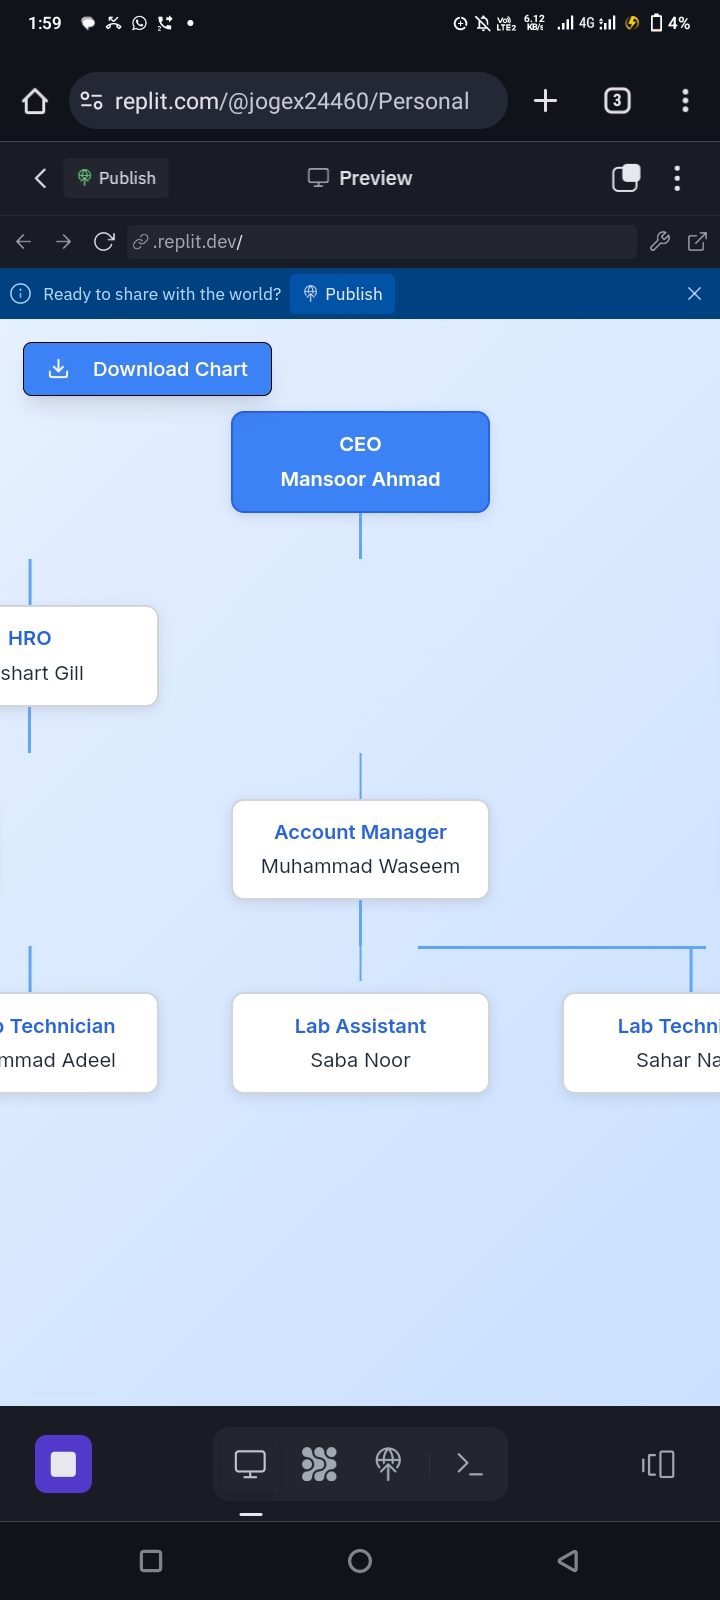 1:59
VoD LTE2 6.12 KB/s 4G 4%
replit.com/@jogex24460/Personal
3
Publish
Preview
.replit.dev/
Ready to share with the world? Publish
Download Chart
CEO
Mansoor Ahmad
HRO
shart Gill
Account Manager
Muhammad Waseem
o Technician
mmad Adeel
Lab Assistant
Saba Noor
Lab Techni
Sahar Na